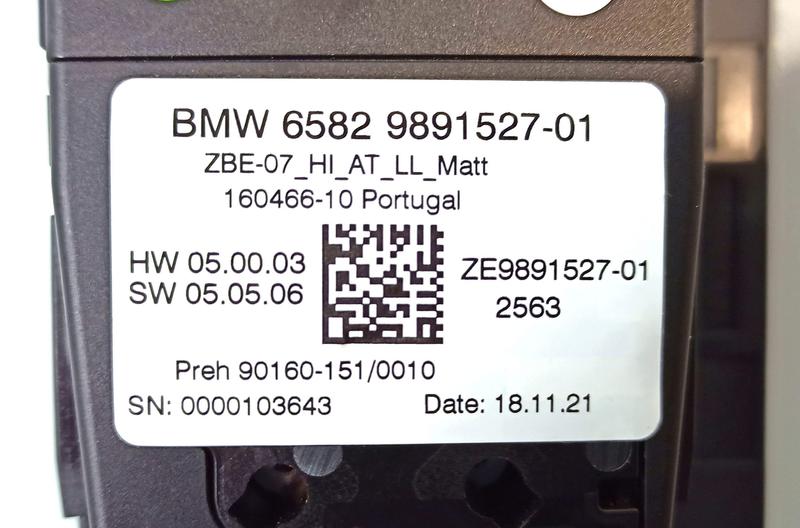 BMW 6582 9891527-01
ZBE-07_HI_AT_LL_Matt
160466-10 Portugal
HW 05.00.03
SW 05.05.06
ZE9891527-01
2563
Preh 90160-151/0010
SN: 0000103643
Date: 18.11.21